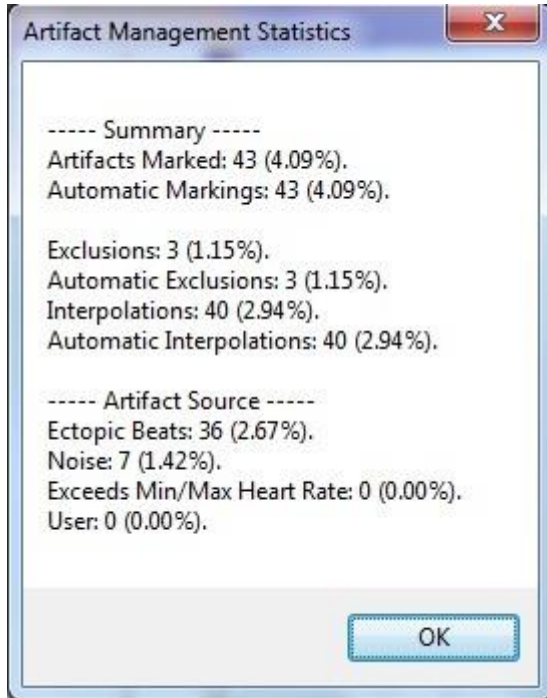 Artifact Management Statistics
----- Summary -----
Artifacts Marked: 43 (4.09%).
Automatic Markings: 43 (4.09%).
Exclusions: 3 (1.15%).
Automatic Exclusions: 3 (1.15%).
Interpolations: 40 (2.94%).
Automatic Interpolations: 40 (2.94%).
----- Artifact Source -----
Ectopic Beats: 36 (2.67%).
Noise: 7 (1.42%).
Exceeds Min/Max Heart Rate: 0 (0.00%).
User: 0 (0.00%).
OK